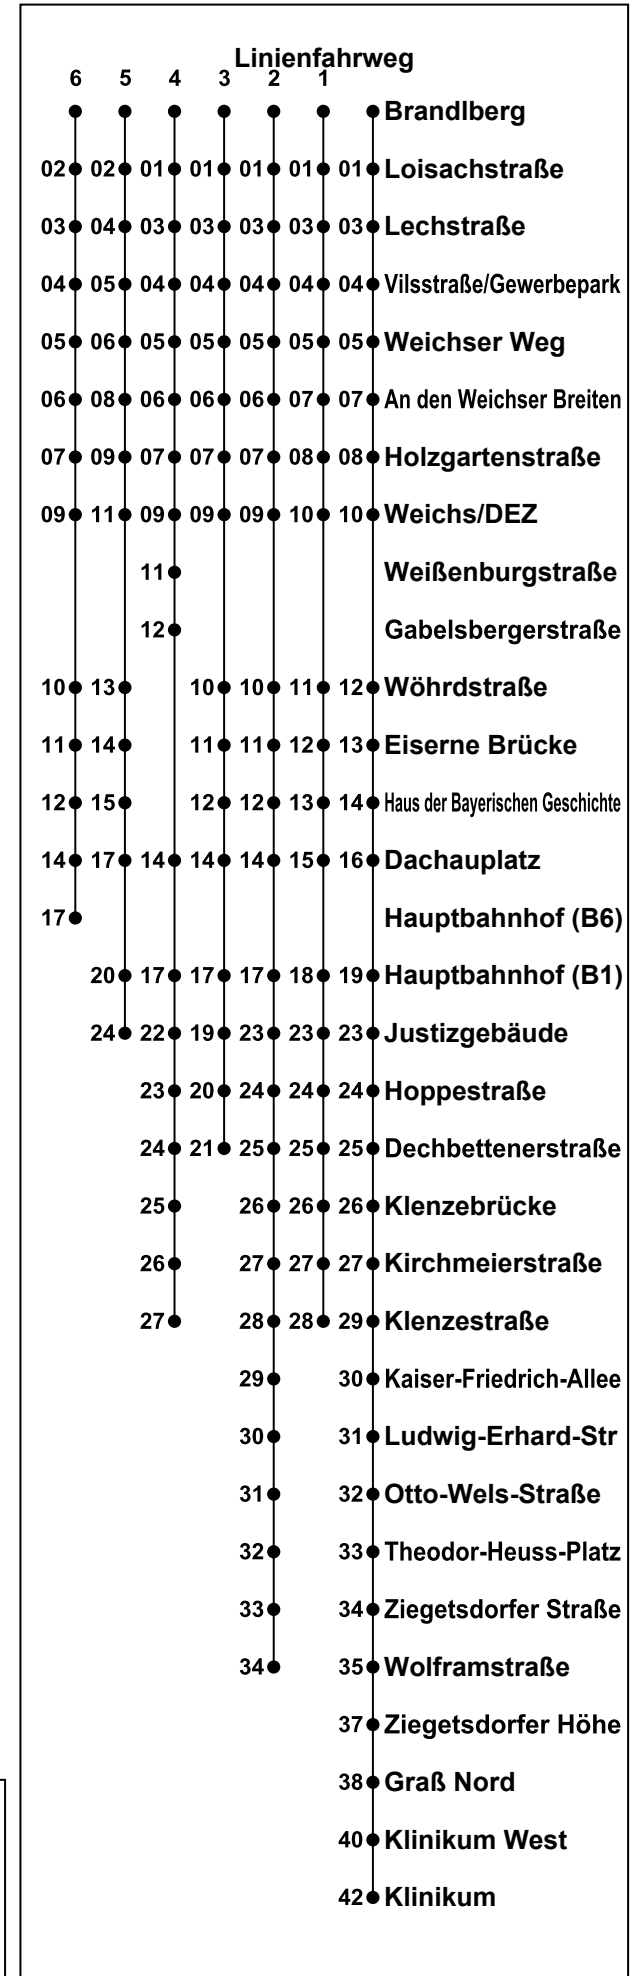 Linienfahrweg
6 5 4 3 2 1
Brandlberg
02 02 01 01 01 01 01 Loisachstraße
03 04 03 03 03 03 03 Lechstraße
04 05 04 04 04 04 04 Vilsstraße/Gewerbepark
05 06 05 05 05 05 05 Weichser Weg
06 08 06 06 06 07 07 An den Weichser Breiten
07 09 07 07 07 08 08 Holzgartenstraße
09 11 09 09 09 10 10 Weichs/DEZ
11 Weißenburgstraße
12 Gabelsbergerstraße
10 13 10 10 11 12 Wöhrdstraße
11 14 11 11 12 13 Eiserne Brücke
12 15 12 12 13 14 Haus der Bayerischen Geschichte
14 17 14 14 14 15 16 Dachauplatz
17 Hauptbahnhof (B6)
20 17 17 17 18 19 Hauptbahnhof (B1)
24 22 19 23 23 23 Justizgebäude
23 20 24 24 24 Hoppestraße
24 21 25 25 25 Dechbettenerstraße
25 26 26 26 Klenzebrücke
26 27 27 27 Kirchmeierstraße
27 28 28 29 Klenzestraße
29 30 Kaiser-Friedrich-Allee
30 31 Ludwig-Erhard-Str
31 32 Otto-Wels-Straße
32 33 Theodor-Heuss-Platz
33 34 Ziegetsdorfer Straße
34 35 Wolframstraße
37 Ziegetsdorfer Höhe
38 Graß Nord
40 Klinikum West
42 Klinikum